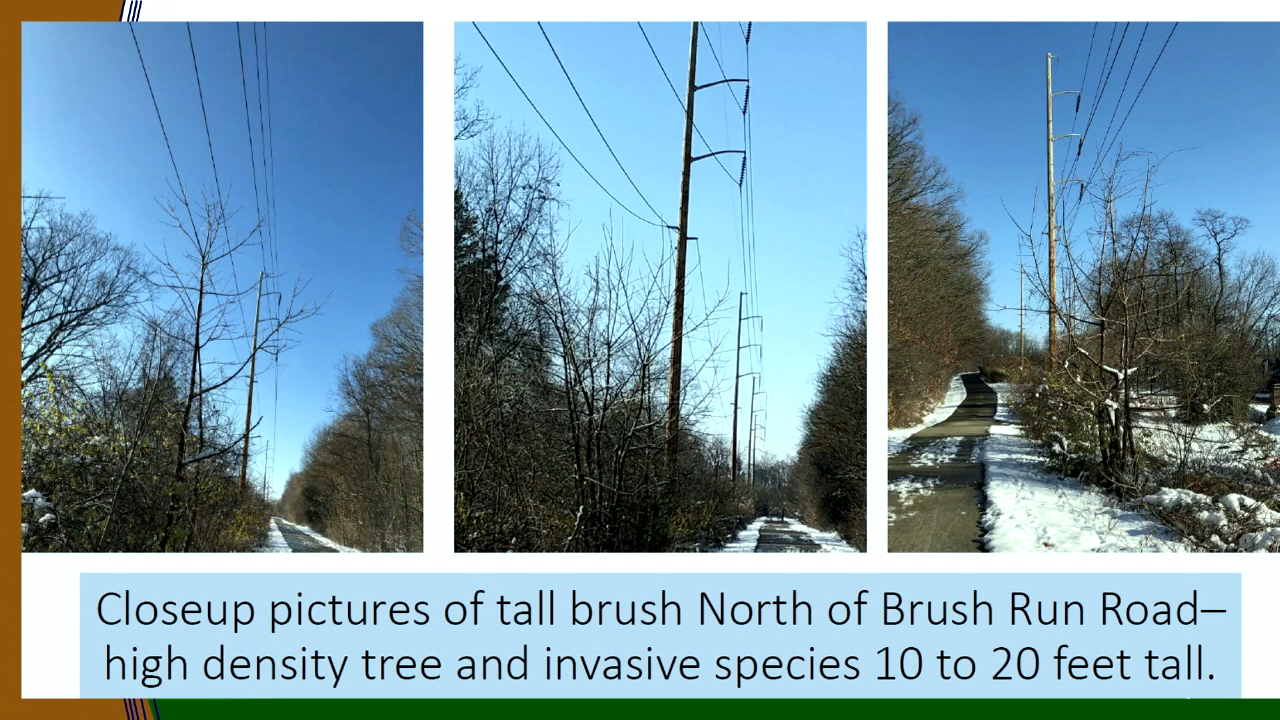 Closeup pictures of tall brush North of Brush Run Road–
high density tree and invasive species 10 to 20 feet tall.